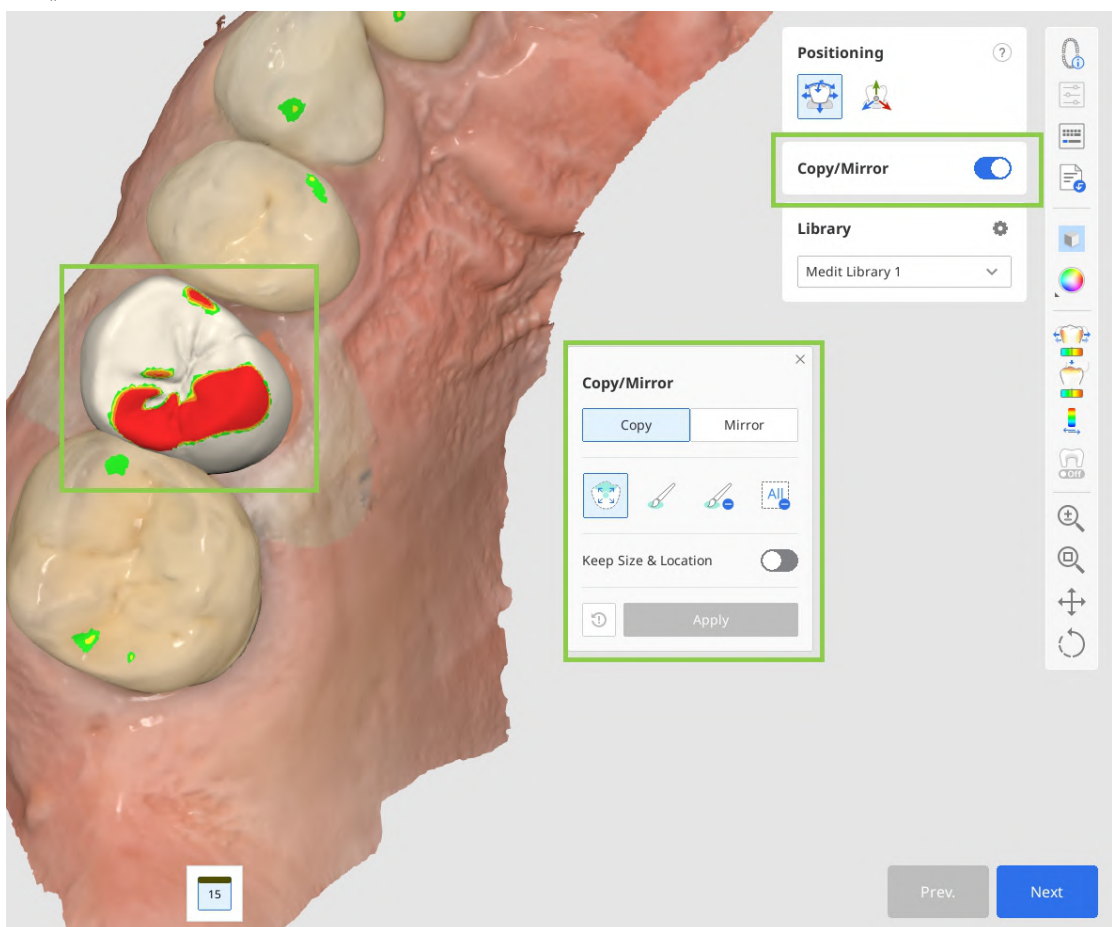 Positioning
?
Copy/Mirror
Library
Medit Library 1
Copy/Mirror
Copy Mirror
All
Keep Size & Location
Apply
Off
15
Prev. Next